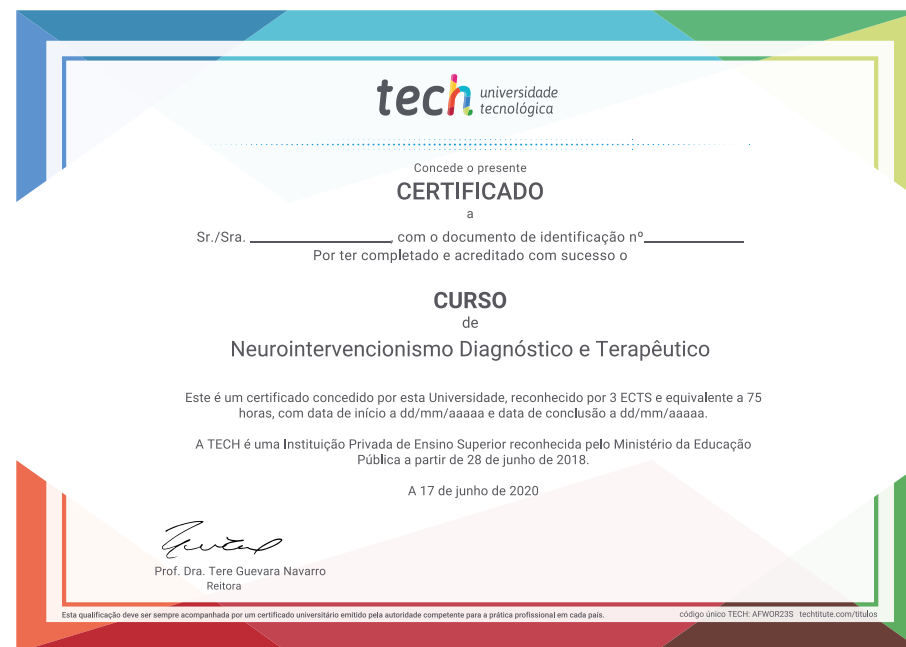 tech universidade
tecnológica
Concede o presente
CERTIFICADO
a
Sr./Sra. ____________________, com o documento de identificação nº______________
Por ter completado e acreditado com sucesso o
CURSO
de
Neurointervencionismo Diagnóstico e Terapêutico
Este é um certificado concedido por esta Universidade, reconhecido por 3 ECTS e equivalente a 75
horas, com data de início a dd/mm/aaaaa e data de conclusão a dd/mm/aaaaa.
A TECH é uma Instituição Privada de Ensino Superior reconhecida pelo Ministério da Educação
Pública a partir de 28 de junho de 2018.
A 17 de junho de 2020
Prof. Dra. Tere Guevara Navarro
Reitora
Esta qualificação deve ser sempre acompanhada por um certificado universitário emitido pela autoridade competente para a prática profissional em cada país.
código único TECH: AFWOR23S techtitute.com/titulos